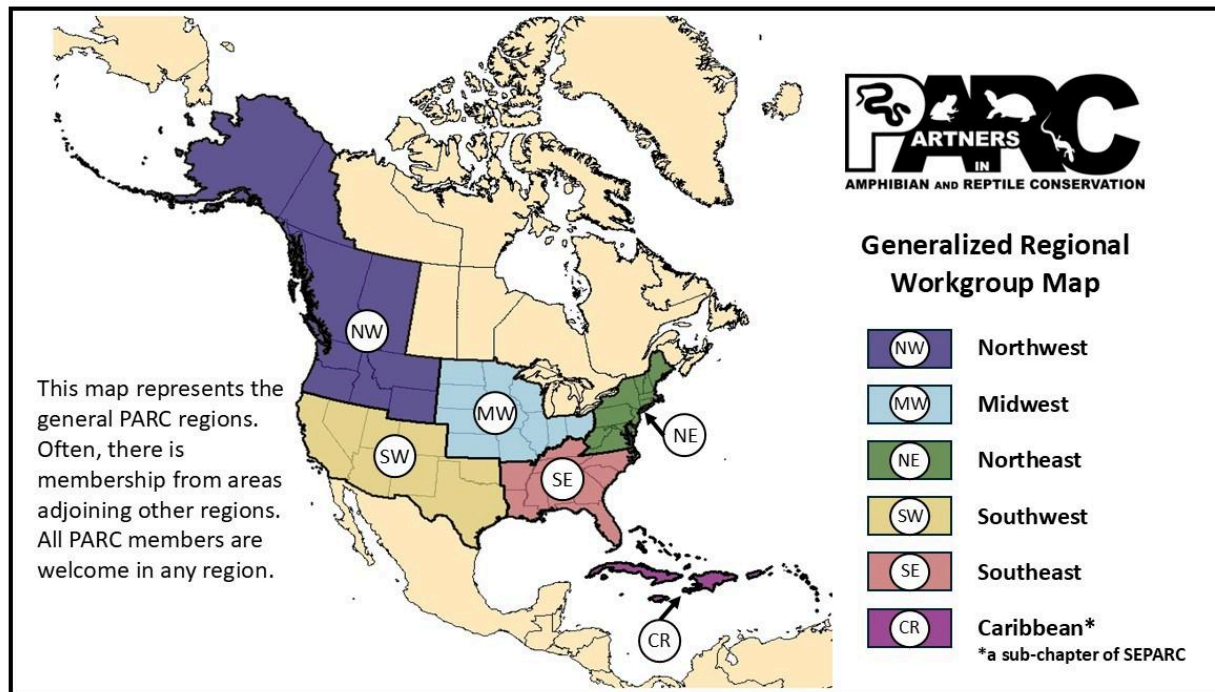 PARC
PARTNERS
IN
AMPHIBIAN AND REPTILE CONSERVATION
Generalized Regional
Workgroup Map
NW Northwest
MW Midwest
NE Northeast
SW Southwest
SE Southeast
CR Caribbean*
*a sub-chapter of SEPARC
This map represents the
general PARC regions.
Often, there is
membership from areas
adjoining other regions.
All PARC members are
welcome in any region.
NW
MW
NE
SW
SE
CR